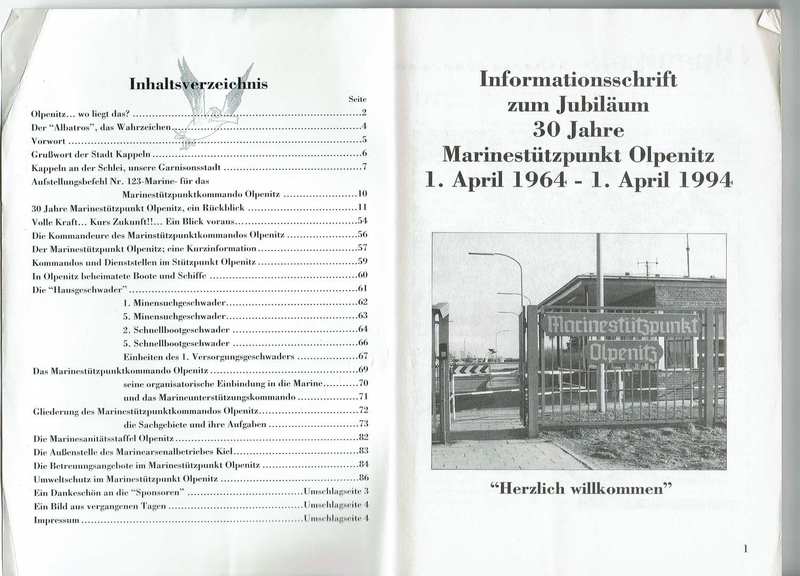 Inhaltsverzeichnis
Seite
Olpenitz... wo liegt das? ........ 2
Der "Albatros", das Wahrzeichen ........ 4
Vorwort ........ 5
Grußwort der Stadt Kappeln ........ 6
Kappeln an der Schlei, unsere Garnisonsstadt ........ 7
Aufstellungsbefehl Nr. 123-Marine- für das
Marinestützpunktkommando Olpenitz ........ 10
30 Jahre Marinestützpunkt Olpenitz, ein Rückblick ........ 11
Volle Kraft... Kurs Zukunft!!... Ein Blick voraus ........ 54
Die Kommandeure des Marinstützpunktkommandos Olpenitz ........ 56
Der Marinestützpunkt Olpenitz; eine Kurzinformation ........ 57
Kommandos und Dienststellen im Stützpunkt Olpenitz ........ 59
In Olpenitz beheimatete Boote und Schiffe ........ 60
Die "Hausgeschwader" ........ 61
1. Minensuchgeschwader ........ 62
5. Minensuchgeschwader ........ 63
2. Schnellbootgeschwader ........ 64
5. Schnellbootgeschwader ........ 66
Einheiten des 1. Versorgungsgeschwaders ........ 67
Das Marinestützpunktkommando Olpenitz ........ 69
seine organisatorische Einbindung in die Marine ........ 70
und das Marineunterstützungskommando ........ 71
Gliederung des Marinestützpunktkommandos Olpenitz ........ 72
die Sachgebiete und ihre Aufgaben ........ 73
Die Marinesanitätsstaffel Olpenitz ........ 82
Die Außenstelle des Marinearsenalbetriebes Kiel ........ 83
Die Betreuungsangebote im Marinestützpunkt Olpenitz ........ 84
Umweltschutz im Marinestützpunkt Olpenitz ........ 86
Ein Dankeschön an die "Sponsoren" ........ Umschlagseite 3
Ein Bild aus vergangenen Tagen ........ Umschlagseite 4
Impressum ........ Umschlagseite 4
Informationsschrift
zum Jubiläum
30 Jahre
Marinestützpunkt Olpenitz
1. April 1964 - 1. April 1994
Marinestützpunkt
Olpenitz
"Herzlich willkommen"
1